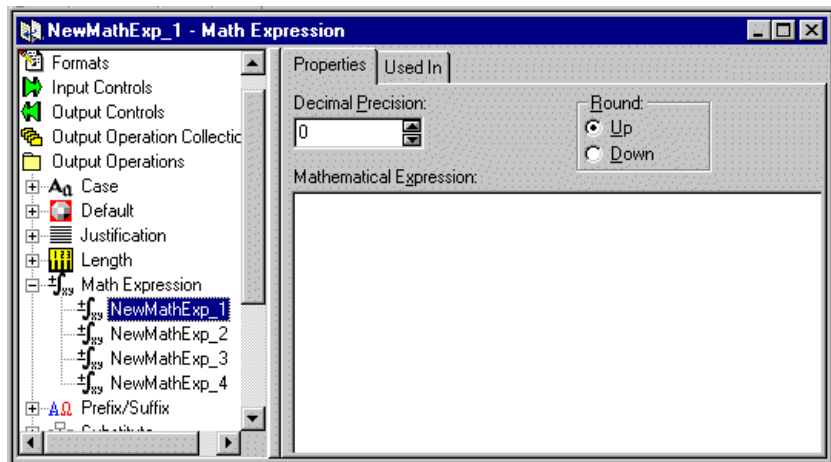 NewMathExp_1 - Math Expression
Formats
Input Controls
Output Controls
Output Operation Collectic
Output Operations
Case
Default
Justification
Length
Math Expression
NewMathExp_1
NewMathExp_2
NewMathExp_3
NewMathExp_4
Prefix/Suffix
Substitute
Properties
Used In
Decimal Precision:
0
Round:
Up
Down
Mathematical Expression: